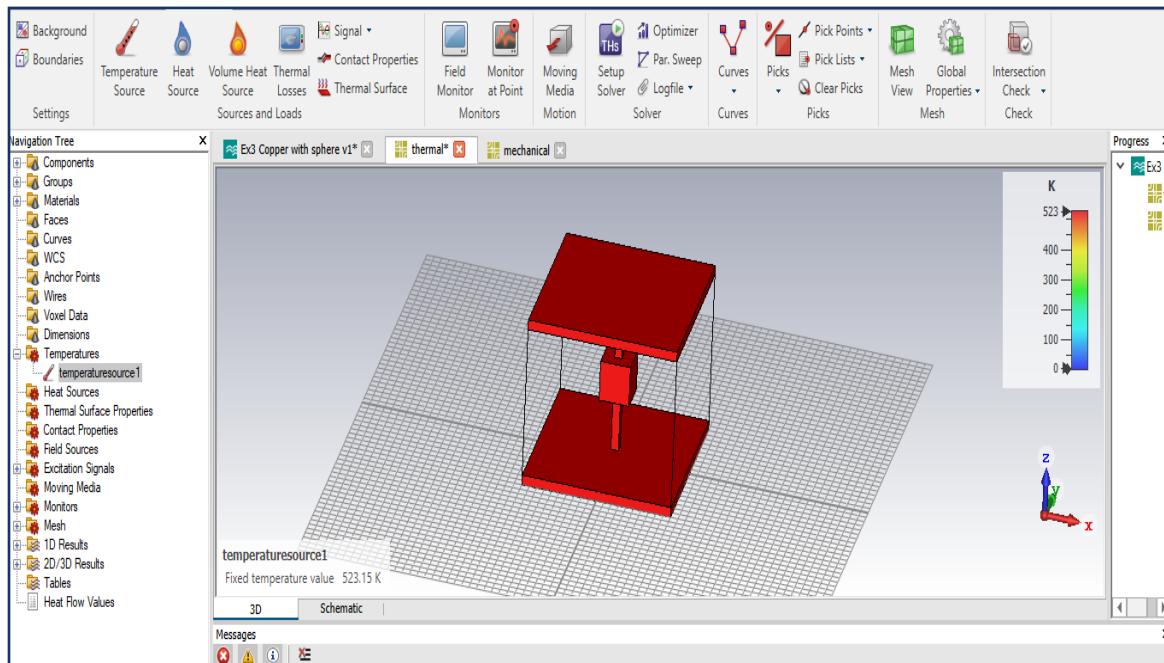 Background
Boundaries
Settings
Temperature Source
Heat Source
Volume Heat Source
Thermal Losses
Signal
Contact Properties
Thermal Surface
Sources and Loads
Field Monitor
Monitor at Point
Monitors
Moving Media
Motion
THs
Setup Solver
Optimizer
Par. Sweep
Logfile
Solver
Curves
Curves
Picks
Pick Points
Pick Lists
Clear Picks
Picks
Mesh View
Global Properties
Mesh
Intersection Check
Check
Navigation Tree X
Components
Groups
Materials
Faces
Curves
WCS
Anchor Points
Wires
Voxel Data
Dimensions
Temperatures
temperaturesource1
Heat Sources
Thermal Surface Properties
Contact Properties
Field Sources
Excitation Signals
Moving Media
Monitors
Mesh
1D Results
2D/3D Results
Tables
Heat Flow Values
Ex3 Copper with sphere v1*
thermal*
mechanical
K
523
400
300
200
100
0
z
y
x
temperaturesource1
Fixed temperature value 523.15 K
3D
Schematic
Messages
Progress
Ex3